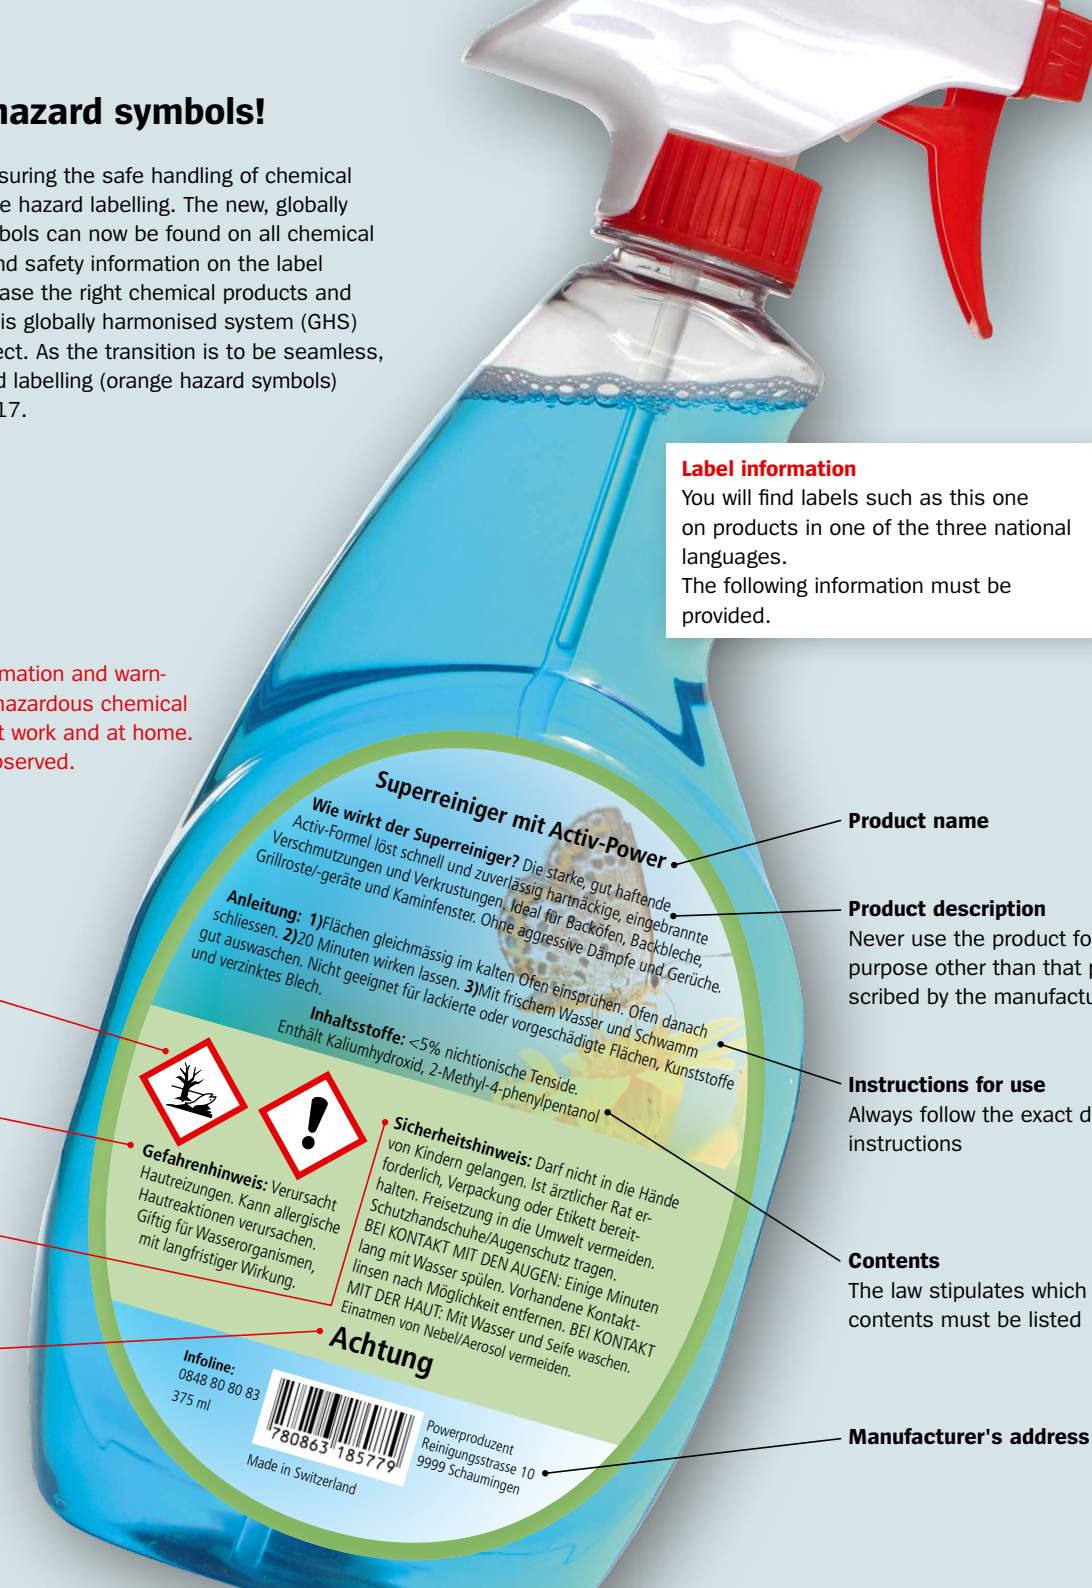 hazard symbols!
suring the safe handling of chemical
e hazard labelling. The new, globally
bols can now be found on all chemical
nd safety information on the label
ase the right chemical products and
is globally harmonised system (GHS)
ect. As the transition is to be seamless,
d labelling (orange hazard symbols)
17.
Label information
You will find labels such as this one
on products in one of the three national
languages.
The following information must be
provided.
mation and warn-
hazardous chemical
t work and at home.
bserved.
Superreiniger mit Activ-Power
Wie wirkt der Superreiniger? Die starke, gut haftende
Activ-Formel löst schnell und zuverlässig hartnäckige, eingebrannte
Verschmutzungen und Verkrustungen. Ideal für Backöfen, Backbleche,
Grillroste/-geräte und Kaminfenster. Ohne aggressive Dämpfe und Gerüche.
Anleitung: 1)Flächen gleichmässig im kalten Ofen einsprühen. Ofen danach
schliessen. 2)20 Minuten wirken lassen. 3)Mit frischem Wasser und Schwamm
gut auswaschen. Nicht geeignet für lackierte oder vorgeschädigte Flächen, Kunststoffe
und verzinktes Blech.
Inhaltsstoffe: <5% nichtionische Tenside.
Enthält Kaliumhydroxid, 2-Methyl-4-phenylpentanol
Gefahrenhinweis: Verursacht
Hautreizungen. Kann allergische
Hautreaktionen verursachen.
Giftig für Wasserorganismen,
mit langfristiger Wirkung.
Sicherheitshinweis: Darf nicht in die Hände
von Kindern gelangen. Ist ärztlicher Rat er-
forderlich, Verpackung oder Etikett bereit-
halten. Freisetzung in die Umwelt vermeiden.
Schutzhandschuhe/Augenschutz tragen.
BEI KONTAKT MIT DEN AUGEN: Einige Minuten
lang mit Wasser spülen. Vorhandene Kontakt-
linsen nach Möglichkeit entfernen. BEI KONTAKT
MIT DER HAUT: Mit Wasser und Seife waschen.
Einatmen von Nebel/Aerosol vermeiden.
Achtung
Infoline:
0848 80 80 83
375 ml
780863 185779
Made in Switzerland
Powerproduzent
Reinigungsstrasse 10
9999 Schaumingen
Product name
Product description
Never use the product fo
purpose other than that p
scribed by the manufactu
Instructions for use
Always follow the exact d
instructions
Contents
The law stipulates which
contents must be listed
Manufacturer's address